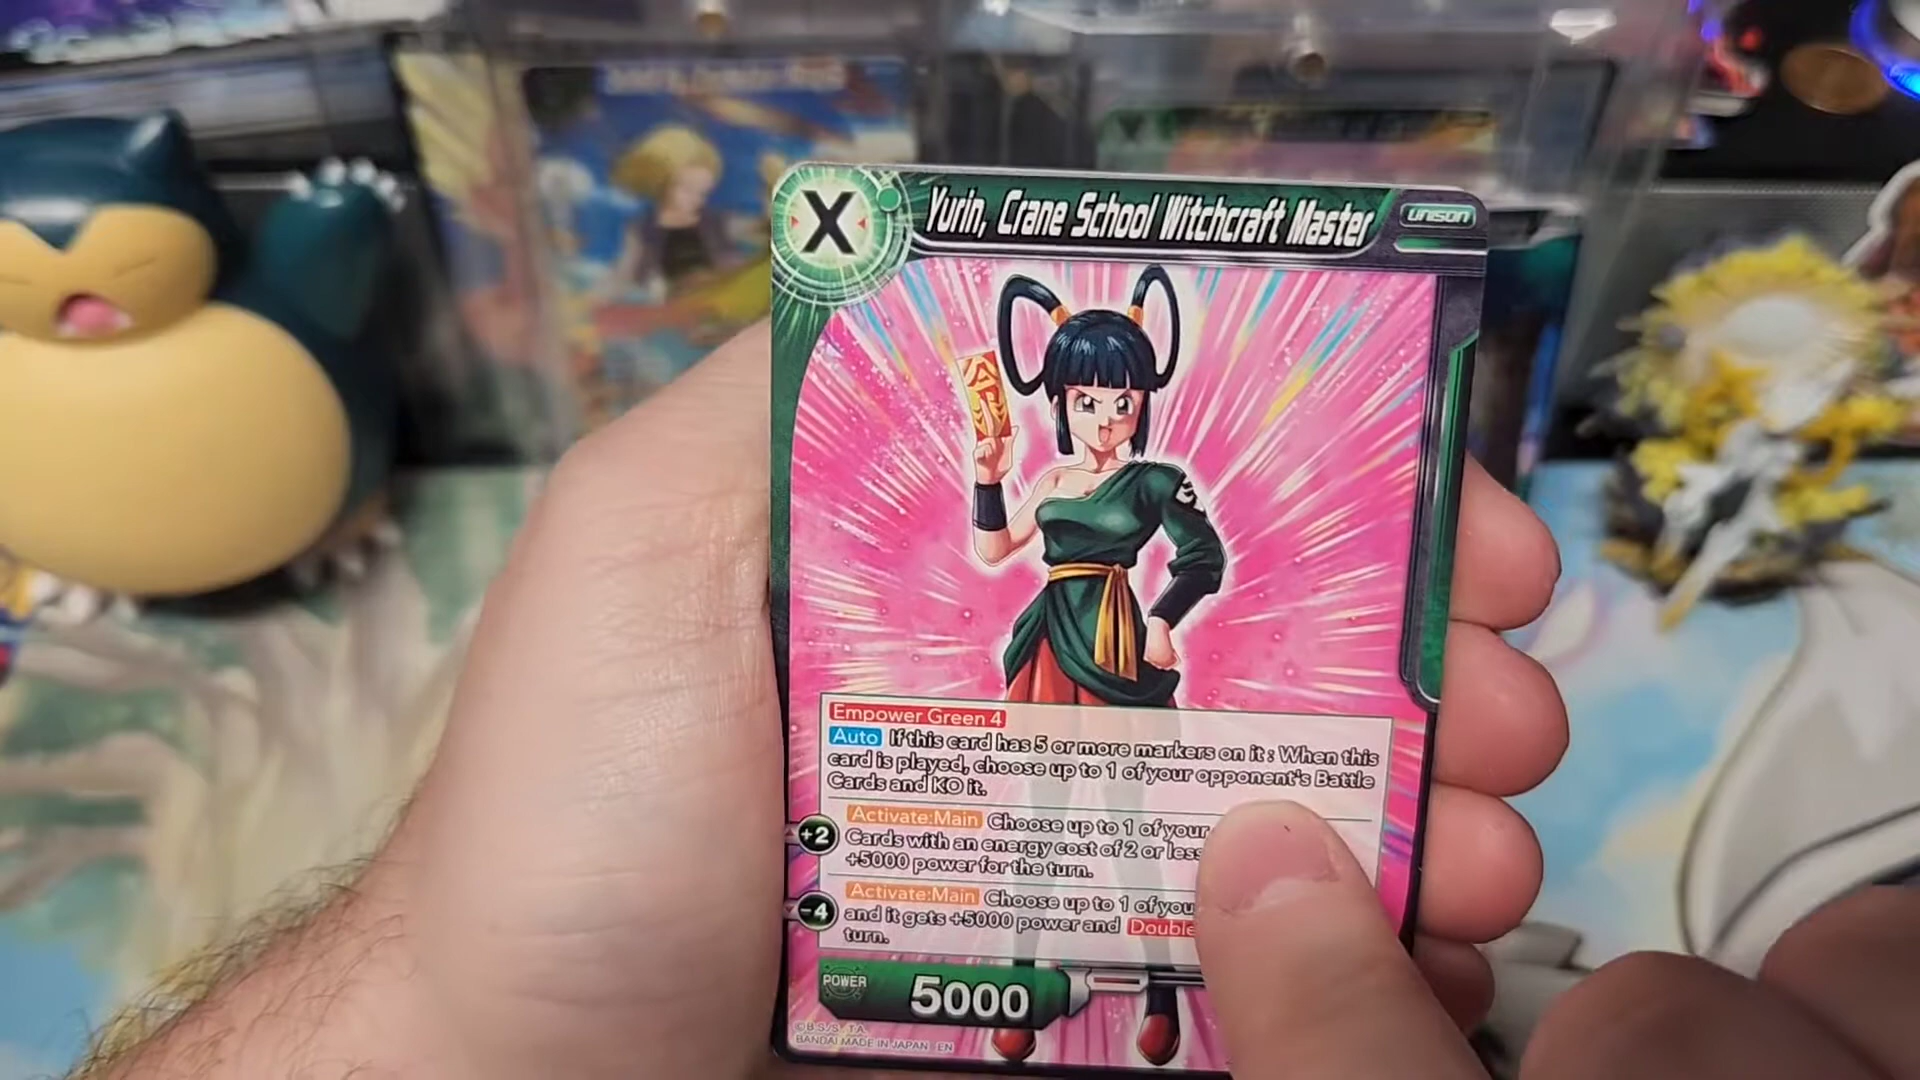 X
Yurin, Crane School Witchcraft Master
UNISON
Empower Green 4
Auto If this card has 5 or more markers on it : When this
card is played, choose up to 1 of your opponent's Battle
Cards and KO it.
+2
Activate:Main Choose up to 1 of your
Cards with an energy cost of 2 or less
+5000 power for the turn.
-4
Activate:Main Choose up to 1 of you
and it gets +5000 power and Double
turn.
POWER
5000
©B.S./S., T.A.
BANDAI MADE IN JAPAN EN